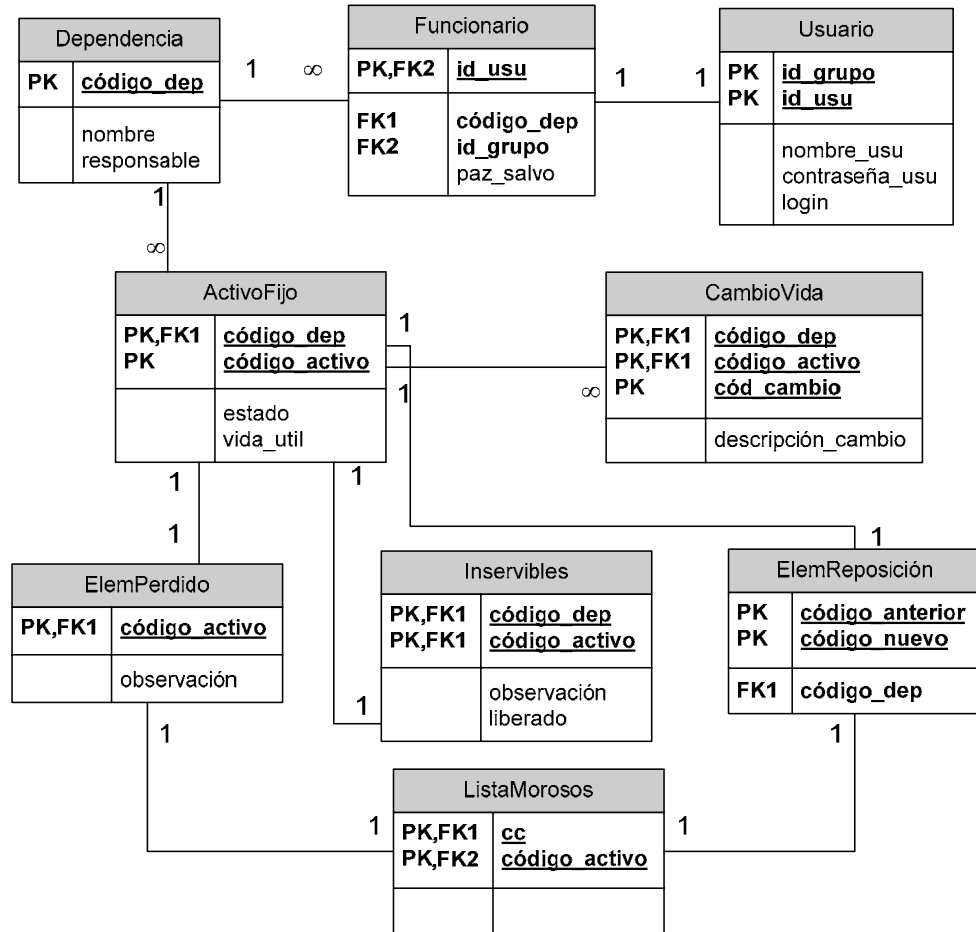 Dependencia
PK código_dep
nombre
responsable
1 ∞
Funcionario
PK,FK2 id_usu
FK1 código_dep
FK2 id_grupo
paz_salvo
1 1
Usuario
PK id_grupo
PK id_usu
nombre_usu
contraseña_usu
login
1
∞
ActivoFijo
PK,FK1 código_dep
PK código_activo
estado
vida_util
1
1
∞
CambioVida
PK,FK1 código_dep
PK,FK1 código_activo
PK cód_cambio
descripción_cambio
1
1
1
1
ElemPerdido
PK,FK1 código_activo
observación
Inservibles
PK,FK1 código_dep
PK,FK1 código_activo
observación
liberado
1
ElemReposición
PK código_anterior
PK código_nuevo
FK1 código_dep
1
1
1
1
ListaMorosos
PK,FK1 cc
PK,FK2 código_activo